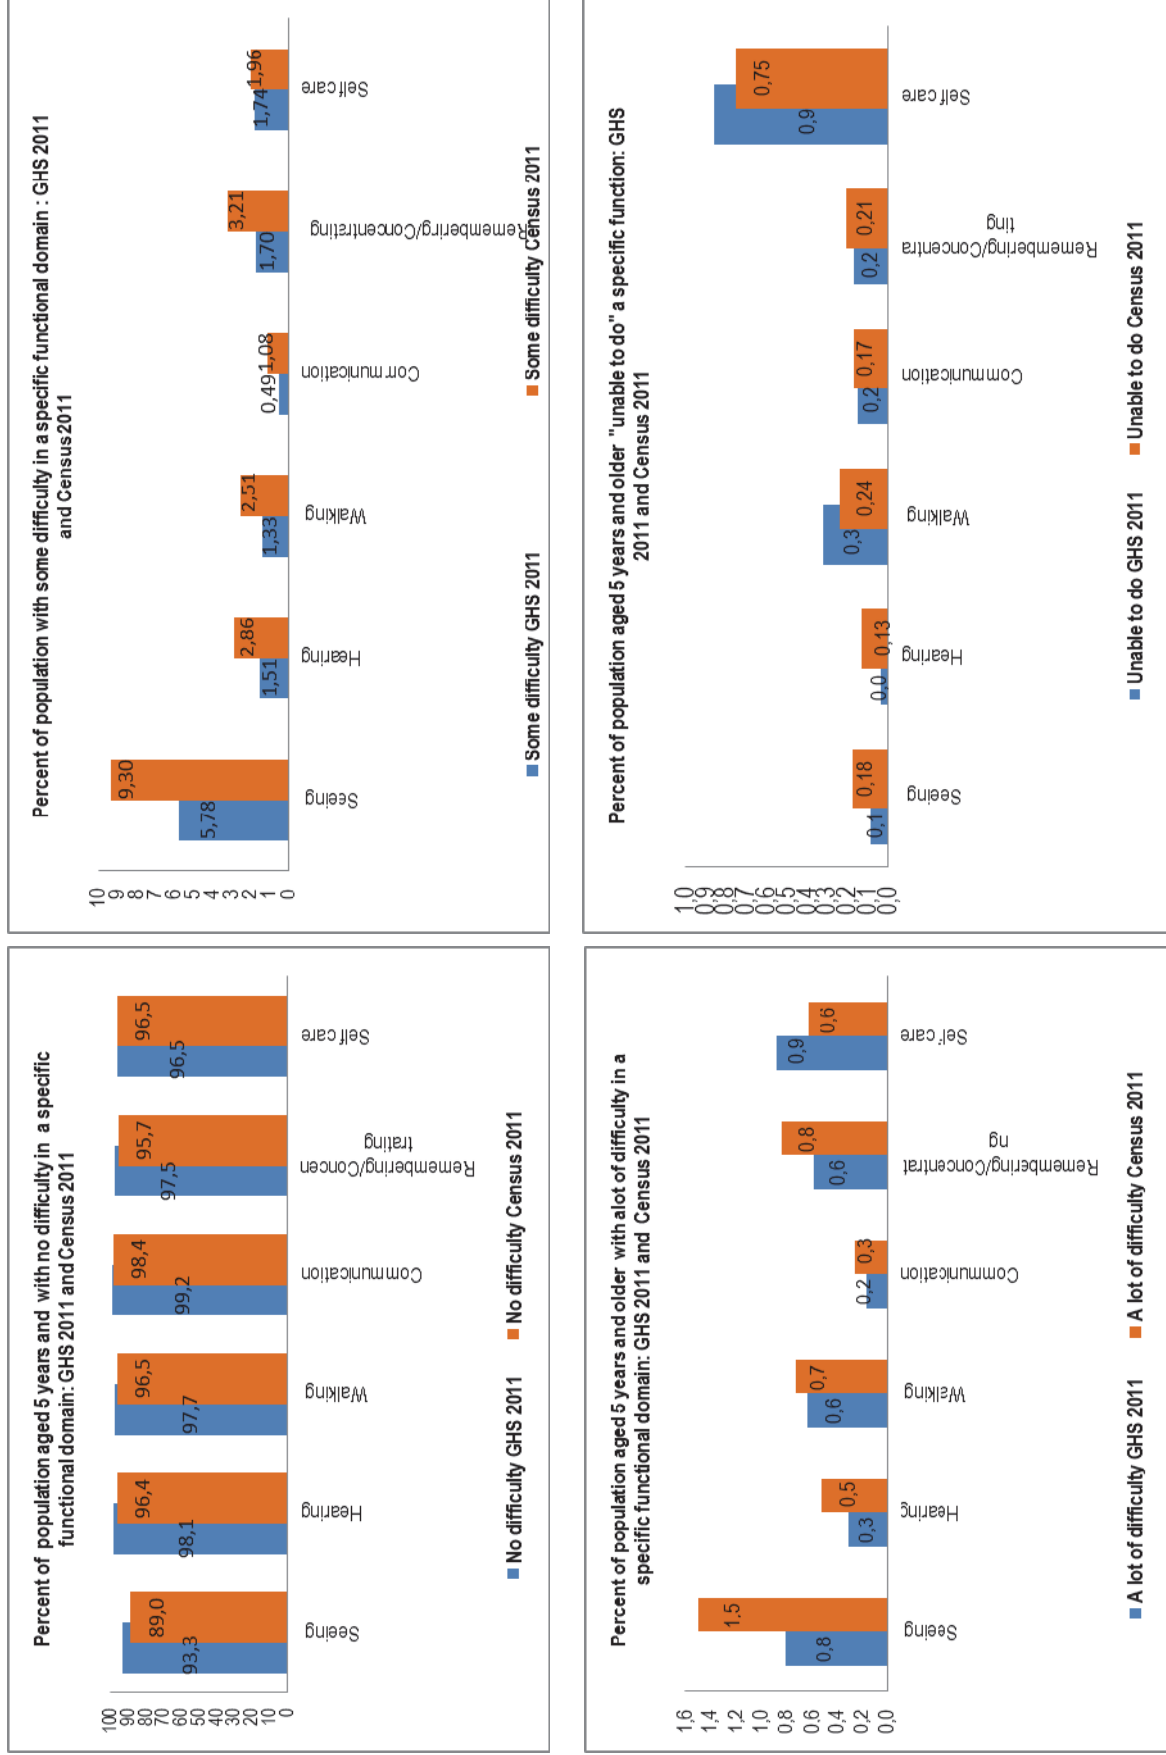 Percent of population aged 5 years and with no difficulty in a specific
functional domain: GHS 2011 and Census 2011
100
90
80
70
60
50
40
30
20
10
0
93,3
89,0
98,1
96,4
97,7
96,5
99,2
98,4
97,5
95,7
96,5
96,5
Seeing
Hearing
Walking
Communication
Remembering/Concen
trating
Self care
No difficulty GHS 2011
No difficulty Census 2011
Percent of population with some difficulty in a specific functional domain : GHS 2011
and Census 2011
10
9
8
7
6
5
4
3
2
1
0
5,78
9,30
1,51
2,86
1,33
2,51
0,49
1,08
1,70
3,21
1,74
1,96
Seeing
Hearing
Walking
Communication
Remembering/Concentrating
Self care
Some difficulty GHS 2011
Some difficulty Census 2011
Percent of population aged 5 years and older with alot of difficulty in a
specific functional domain: GHS 2011 and Census 2011
1,6
1,4
1,2
1,0
0,8
0,6
0,4
0,2
0,0
0,8
1,5
0,3
0,5
0,6
0,7
0,2
0,3
0,6
0,8
0,9
0,6
Seeing
Hearing
Walking
Communication
Remembering/Concentrat
ng
Self care
A lot of difficulty GHS 2011
A lot of difficulty Census 2011
Percent of population aged 5 years and older "unable to do" a specific function: GHS
2011 and Census 2011
1,0
0,9
0,8
0,7
0,6
0,5
0,4
0,3
0,2
0,1
0,0
0,1
0,18
0,0
0,13
0,3
0,24
0,2
0,17
0,2
0,21
0,9
0,75
Seeing
Hearing
Walking
Communication
Remembering/Concentra
ting
Self care
Unable to do GHS 2011
Unable to do Census 2011